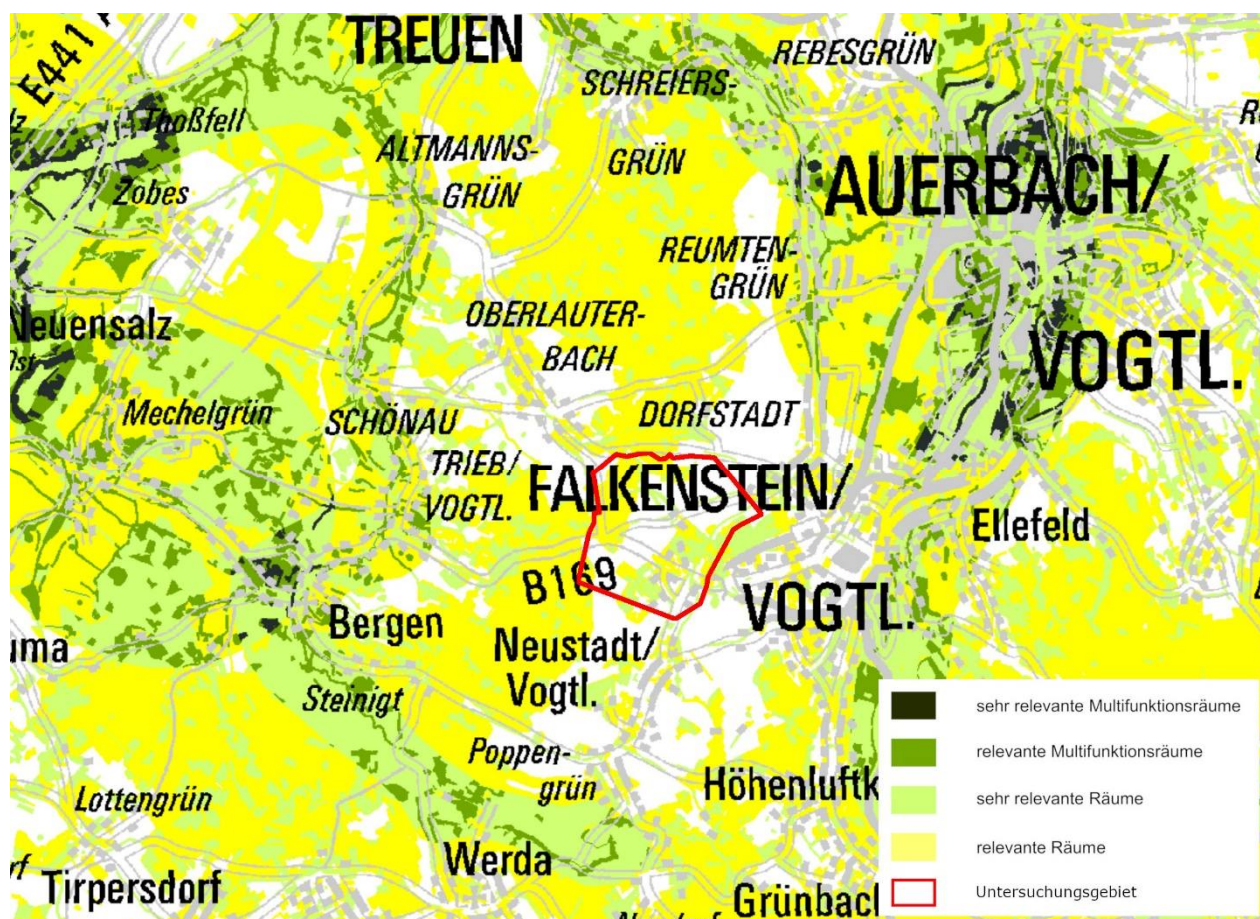 E441
TREUEN
REBESGRÜN
SCHREIERS-
GRÜN
Thoßfell
Zobes
ALTMANNS-
GRÜN
AUERBACH/
VOGTL.
REUMTEN-
GRÜN
OBERLAUTER-
BACH
Neuensalz
Mechelgrün
SCHÖNAU
DORFSTADT
TRIEB/
VOGTL.
FALKENSTEIN/
VOGTL.
Ellefeld
B169
Bergen
Neustadt/
Vogtl.
uma
Steinigt
Poppen-
grün
Höhenluftk
Lottengrün
Werda
Tirpersdorf
Grünbac
sehr relevante Multifunktionsräume
relevante Multifunktionsräume
sehr relevante Räume
relevante Räume
Untersuchungsgebiet